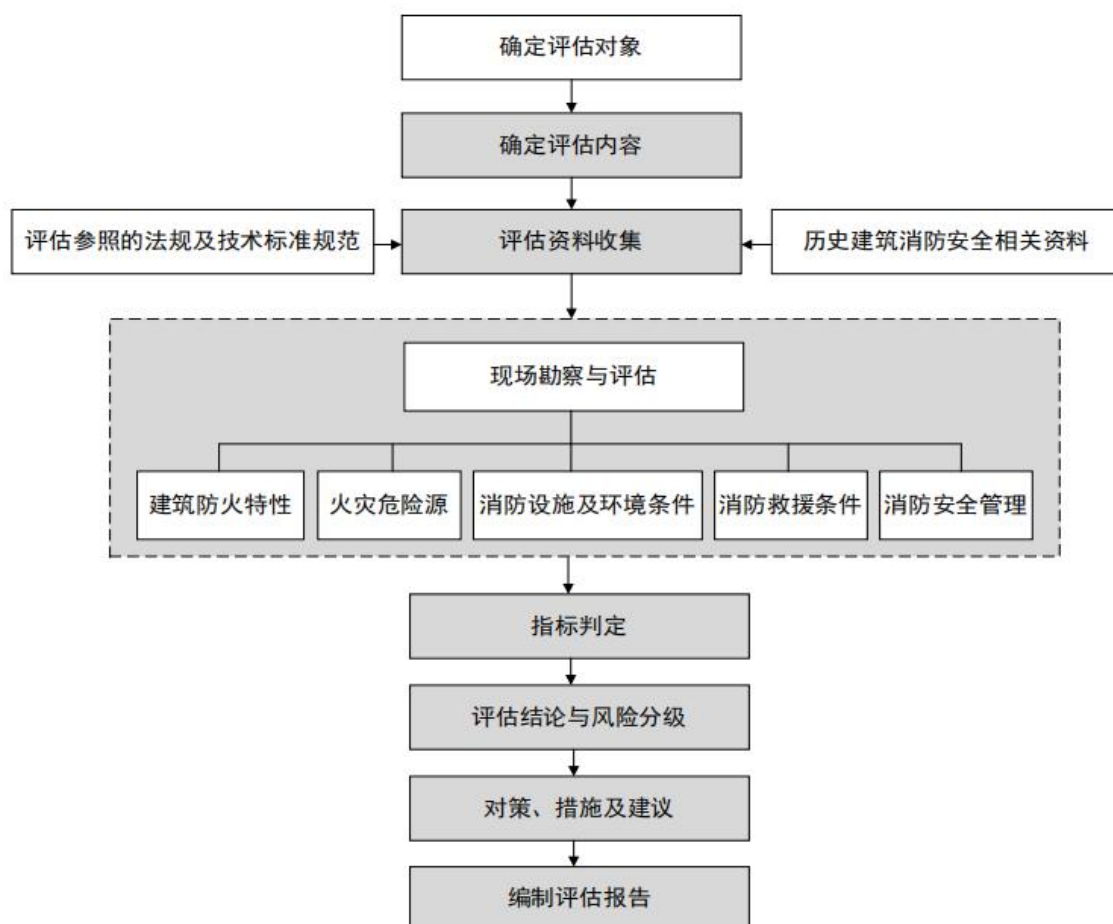 确定评估对象
确定评估内容
评估参照的法规及技术标准规范
评估资料收集
历史建筑消防安全相关资料
现场勘察与评估
建筑防火特性
火灾危险源
消防设施及环境条件
消防救援条件
消防安全管理
指标判定
评估结论与风险分级
对策、措施及建议
编制评估报告